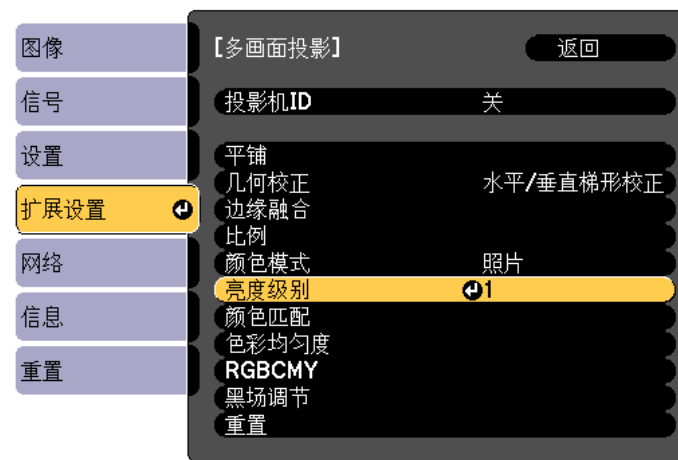 图像
信号
设置
扩展设置
网络
信息
重置
[多画面投影] 返回
投影机ID 关
平铺
几何校正 水平/垂直梯形校正
边缘融合
比例
颜色模式 照片
亮度级别 1
颜色匹配
色彩均匀度
RGBCMY
黑场调节
重置